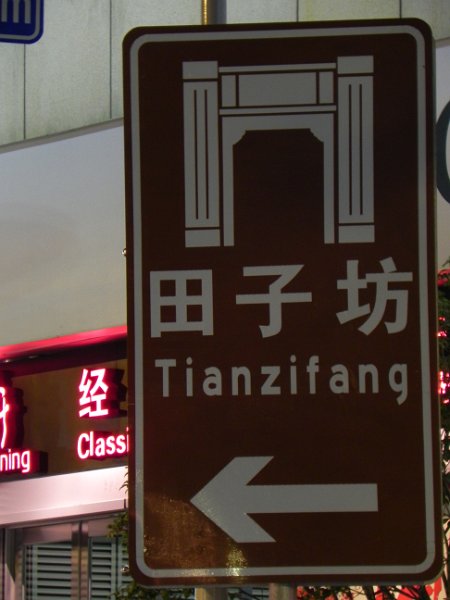 m
田子坊
Tianzifang
经
Classi
ning